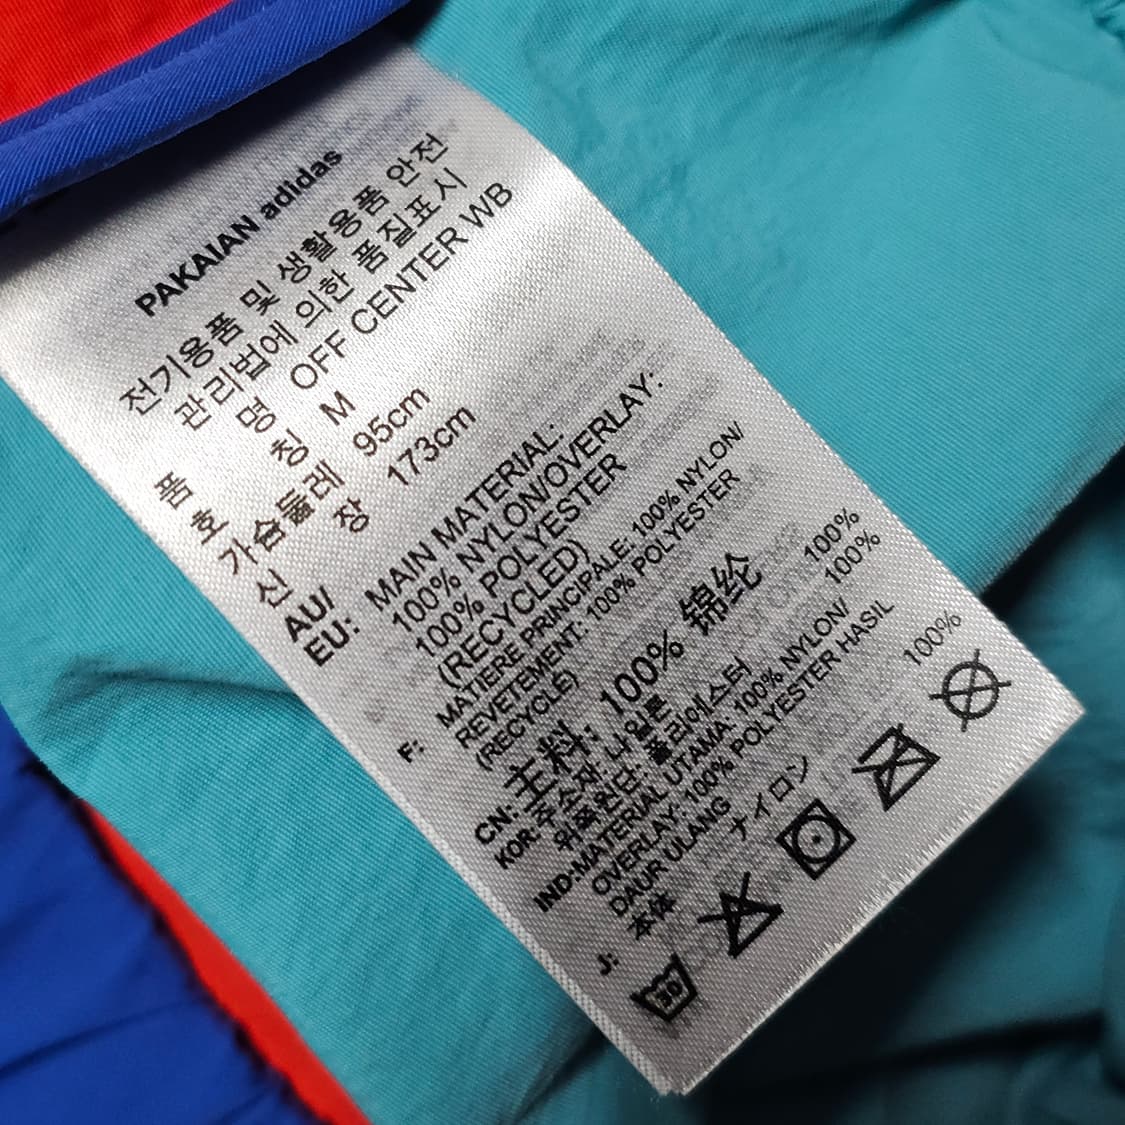 PAKAIAN adidas
전기용품 및 생활용품 안전
관리법에 의한 품질표시
품 명 OFF CENTER WB
호 칭 M
가슴둘레 95cm
신 장 173cm
AU/
EU: MAIN MATERIAL:
100% NYLON/OVERLAY:
100% POLYESTER
(RECYCLED)
F: MATIERE PRINCIPALE: 100% NYLON/
REVETEMENT: 100% POLYESTER
(RECYCLE)
CN: 主料: 100% 锦纶
KOR: 주소재: 나일론 100%
위쪽원단: 폴리에스터 100%
IND-MATERIAL UTAMA: 100% NYLON/
OVERLAY: 100% POLYESTER HASIL
DAUR ULANG
J: 本体 ナイロン 100%
30